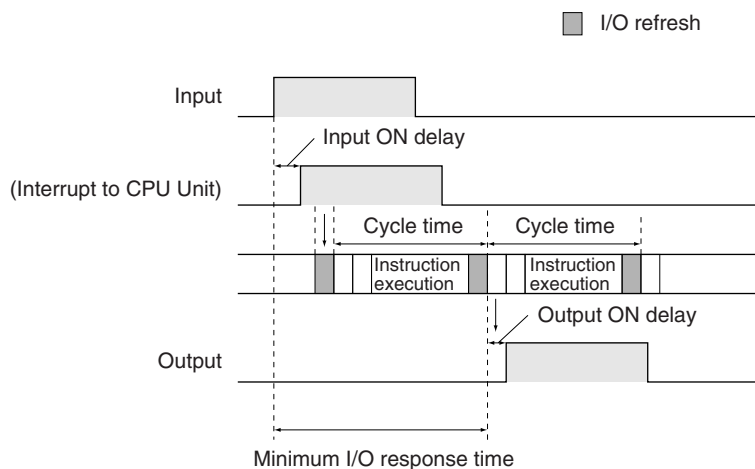 I/O refresh
Input
Input ON delay
(Interrupt to CPU Unit)
Cycle time
Cycle time
Instruction
execution
Instruction
execution
Output ON delay
Output
Minimum I/O response time